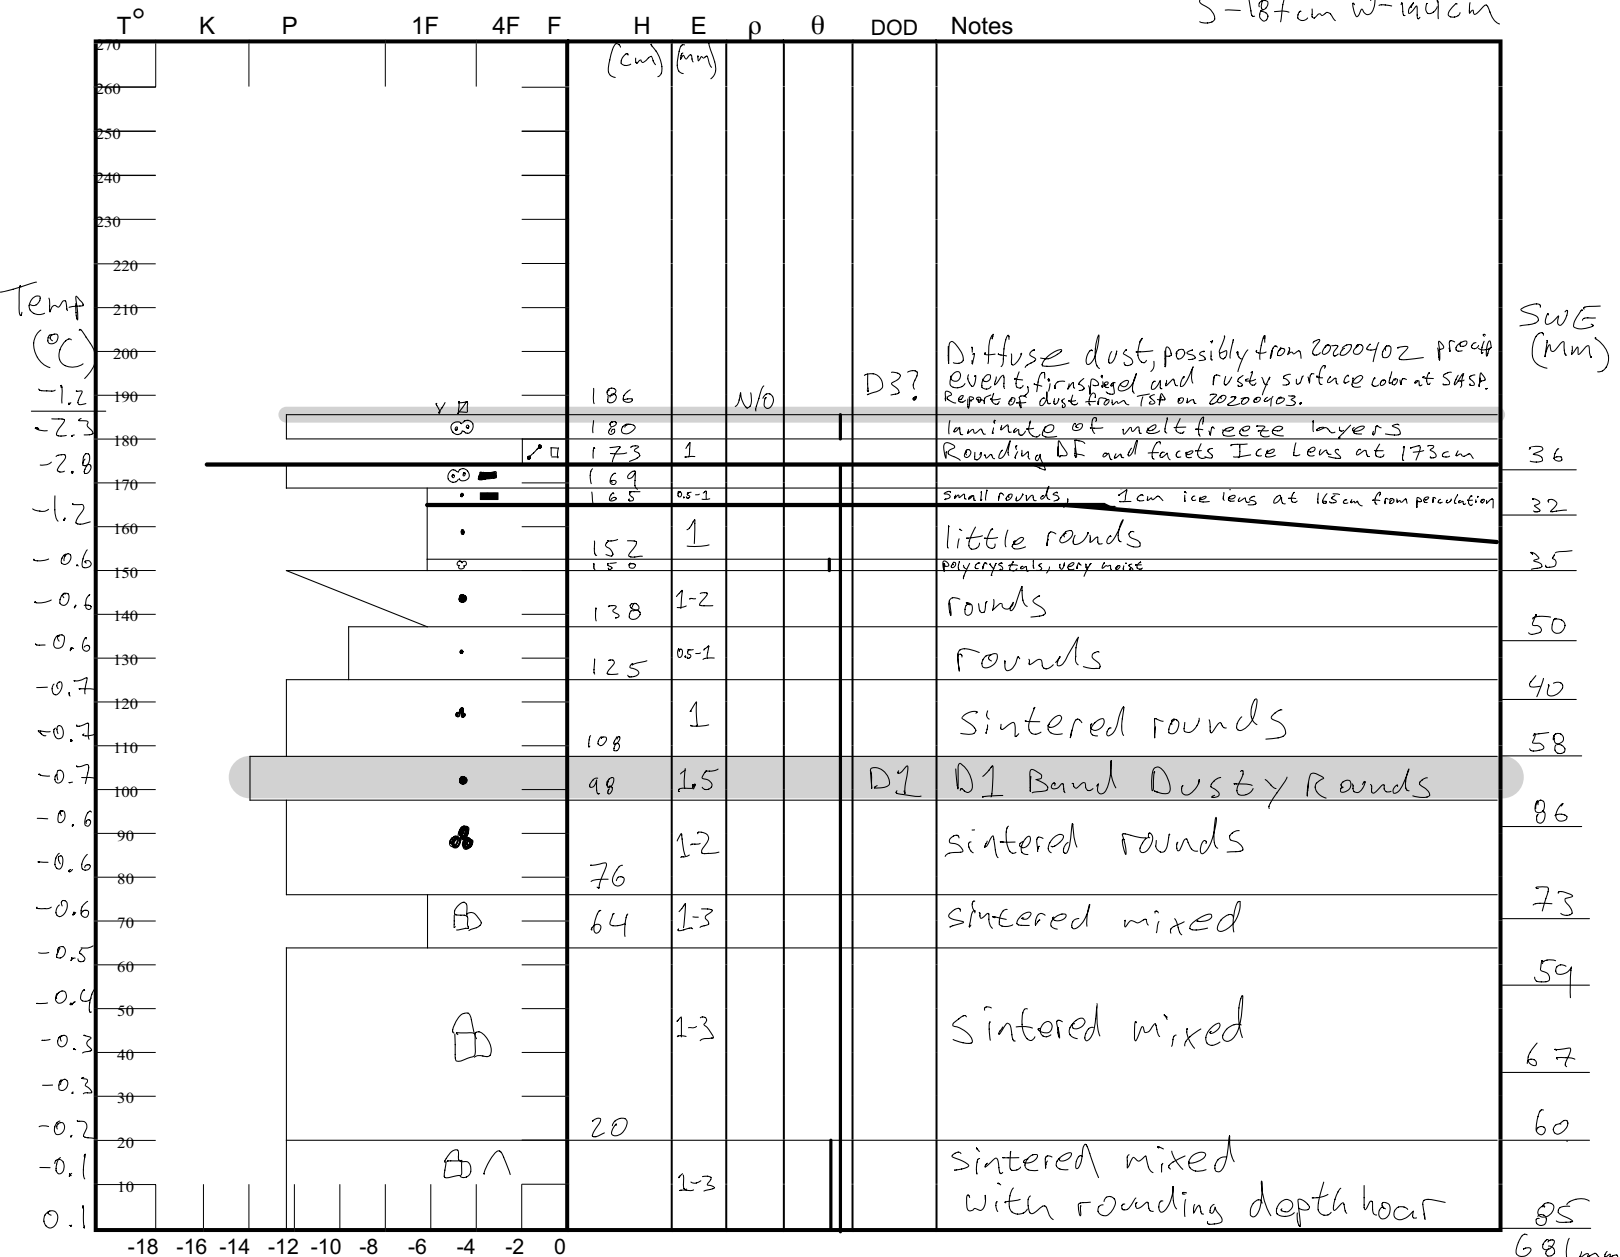 S-187cm W-194cm
T° K P 1F 4F F H E ρ θ DOD Notes
(cm) (mm)
270
260
250
240
230
220
210
Temp
(°C)
SWE
(mm)
200
Diffuse dust, possibly from 20200402 precip
-1.2 190 186 N/O D3? event, firnspiegel and rusty surface color at SASP.
Report of dust from TSP on 20200403.
-2.3 180 laminate of meltfreeze layers
180
-2.8 173 1 Rounding DF and facets Ice Lens at 173cm 36
170 169
165 0.5-1 small rounds, 1cm ice lens at 165cm from perculation 32
-1.2 160 152 1 little rounds
-0.6 150 150 polycrystals, very moist 35
-0.6 140 138 1-2 rounds 50
-0.6 130 125 0.5-1 rounds
-0.7 120 1 sintered rounds 40
-0.7 110 108 58
-0.7 100 98 1.5 D1 D1 Band Dusty Rounds
-0.6 90 1-2 sintered rounds 86
-0.6 80 76
-0.6 70 64 1-3 sintered mixed 73
-0.5 60 59
-0.4 50 1-3 sintered mixed
-0.3 40 67
-0.3 30
-0.2 20 20 60
-0.1 10 1-3 sintered mixed
with rounding depth hoar
0.1 85
-18 -16 -14 -12 -10 -8 -6 -4 -2 0 681mm